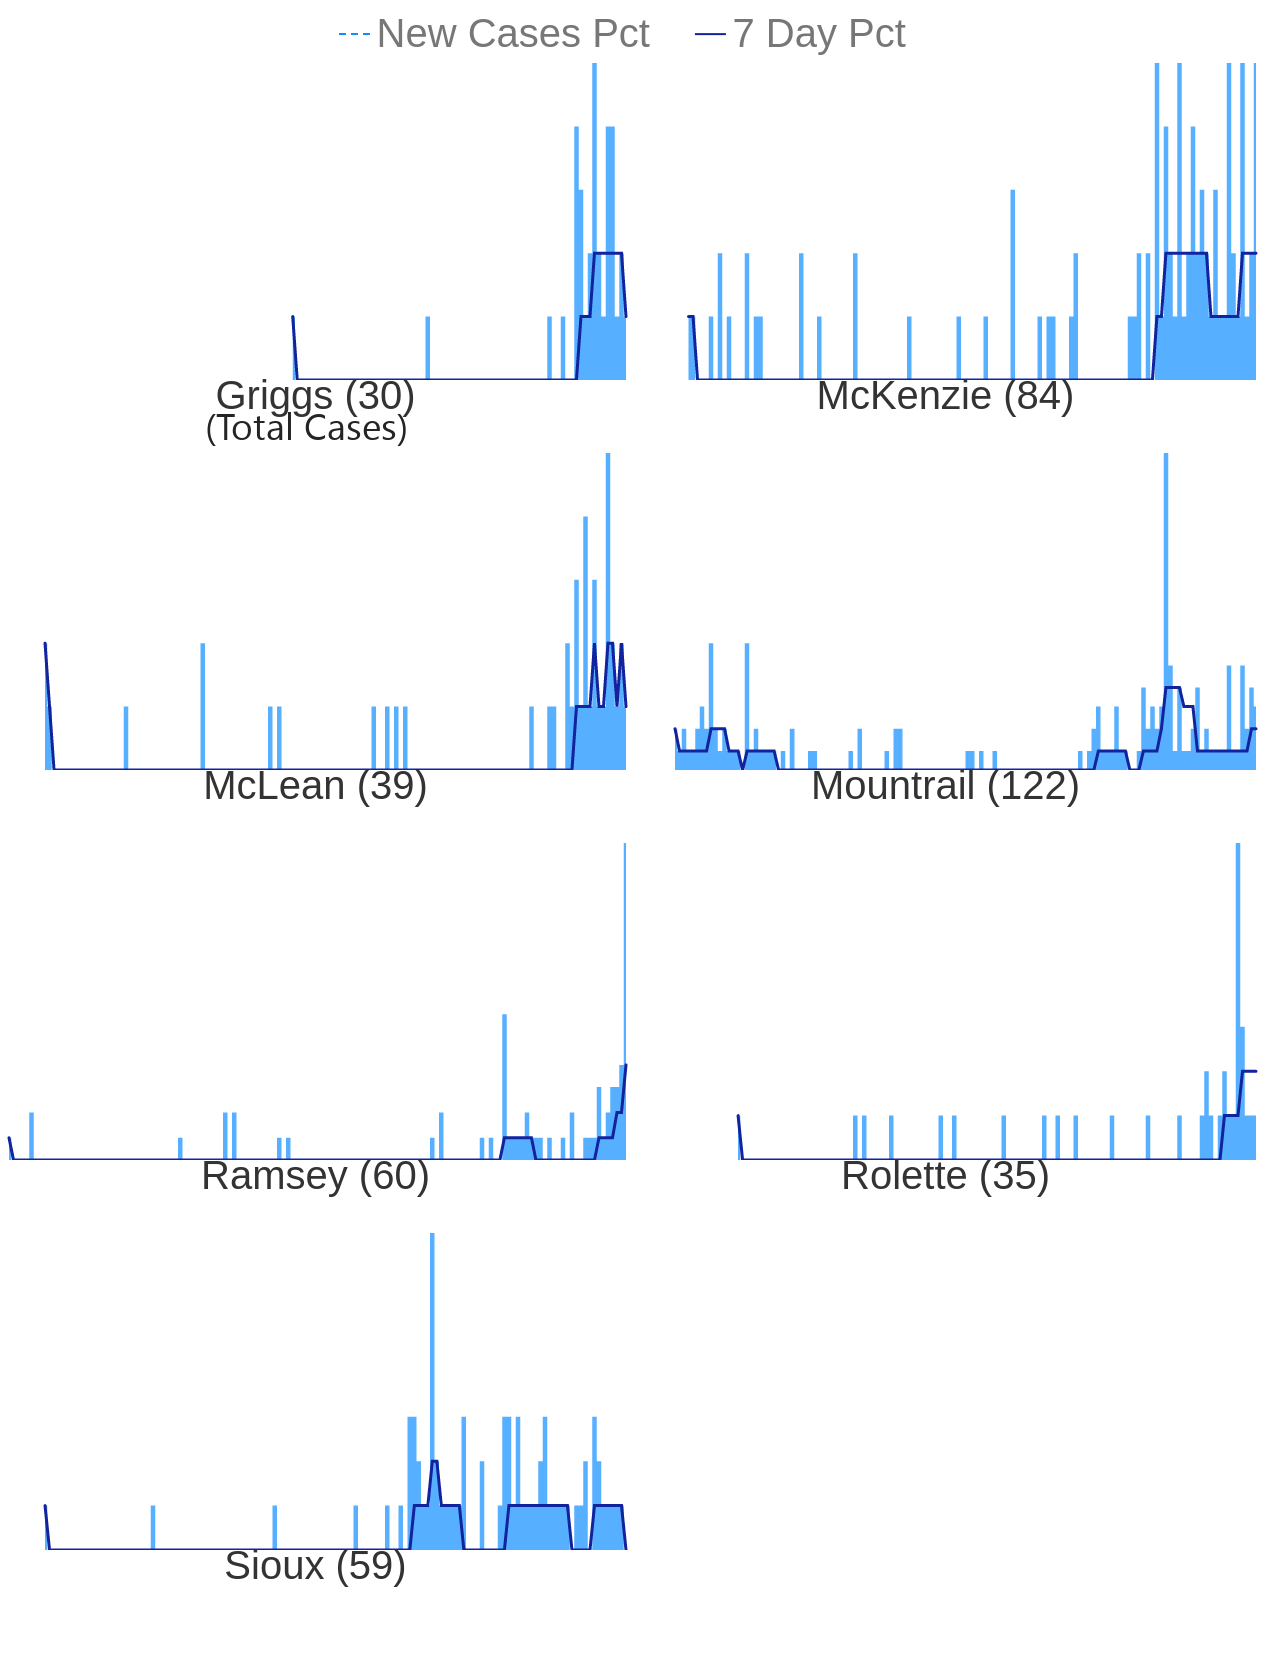 New Cases Pct 7 Day Pct
Griggs (30) McKenzie (84)
(Total Cases)
McLean (39) Mountrail (122)
Ramsey (60) Rolette (35)
Sioux (59)